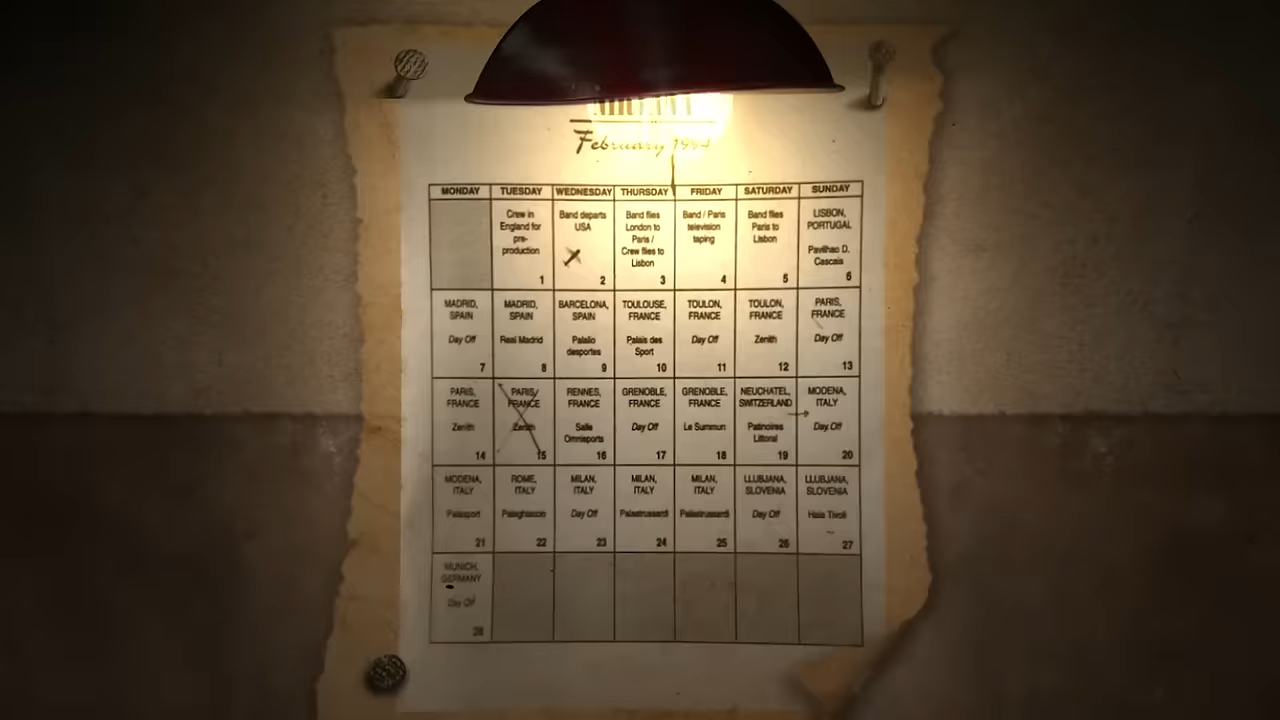 NIRVANA
February 1994
MONDAY TUESDAY WEDNESDAY THURSDAY FRIDAY SATURDAY SUNDAY
Crew in
England for
pre-
production
1
Band departs
USA
2
Band flies
London to
Paris /
Crew flies to
Lisbon
3
Band / Paris
television
taping
4
Band flies
Paris to
Lisbon
5
LISBON,
PORTUGAL
Pavilhao D.
Cascais
6
MADRID,
SPAIN
Day Off
7
MADRID,
SPAIN
Real Madrid
8
BARCELONA,
SPAIN
Palalio
desportes
9
TOULOUSE,
FRANCE
Palais des
Sport
10
TOULON,
FRANCE
Day Off
11
TOULON,
FRANCE
Zenith
12
PARIS,
FRANCE
Day Off
13
PARIS,
FRANCE
Zenith
14
PARIS,
FRANCE
Zenith
15
RENNES,
FRANCE
Salle
Omnisports
16
GRENOBLE,
FRANCE
Day Off
17
GRENOBLE,
FRANCE
Le Summun
18
NEUCHATEL,
SWITZERLAND
Patinoires
Littoral
19
MODENA,
ITALY
Day Off
20
MODENA,
ITALY
Palasport
21
ROME,
ITALY
Palaghiaccio
22
MILAN,
ITALY
Day Off
23
MILAN,
ITALY
Palastrussardi
24
MILAN,
ITALY
Palastrussardi
25
LLUBJANA,
SLOVENIA
Day Off
26
LLUBJANA,
SLOVENIA
Hala Tivoli
27
MUNICH,
GERMANY
Day Off
28